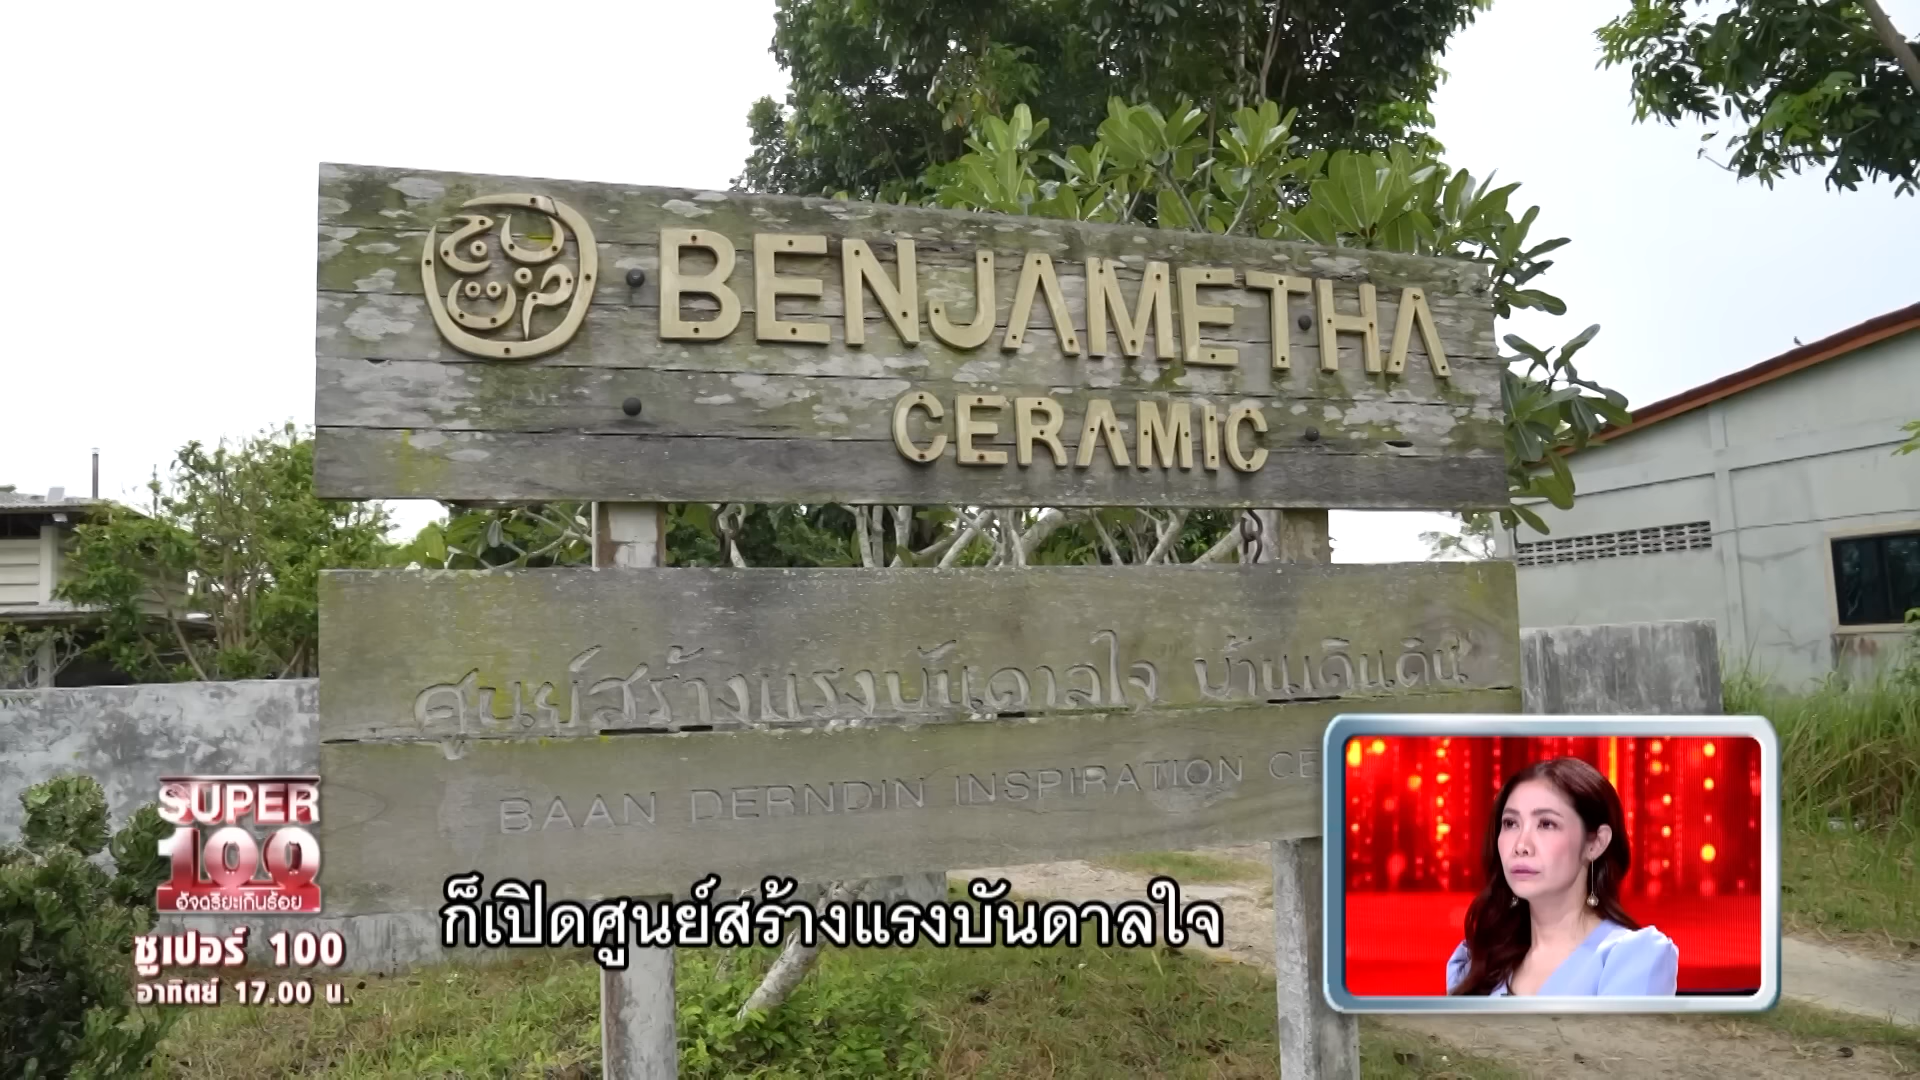 BENJAMETHA
CERAMIC
ศูนย์สร้างแรงบันดาลใจ บ้านเดินดิน
BAAN DERNDIN INSPIRATION CE
SUPER
100
อัจฉริยะเกินร้อย
ซูเปอร์ 100
อาทิตย์ 17.00 น.
ก็เปิดศูนย์สร้างแรงบันดาลใจ